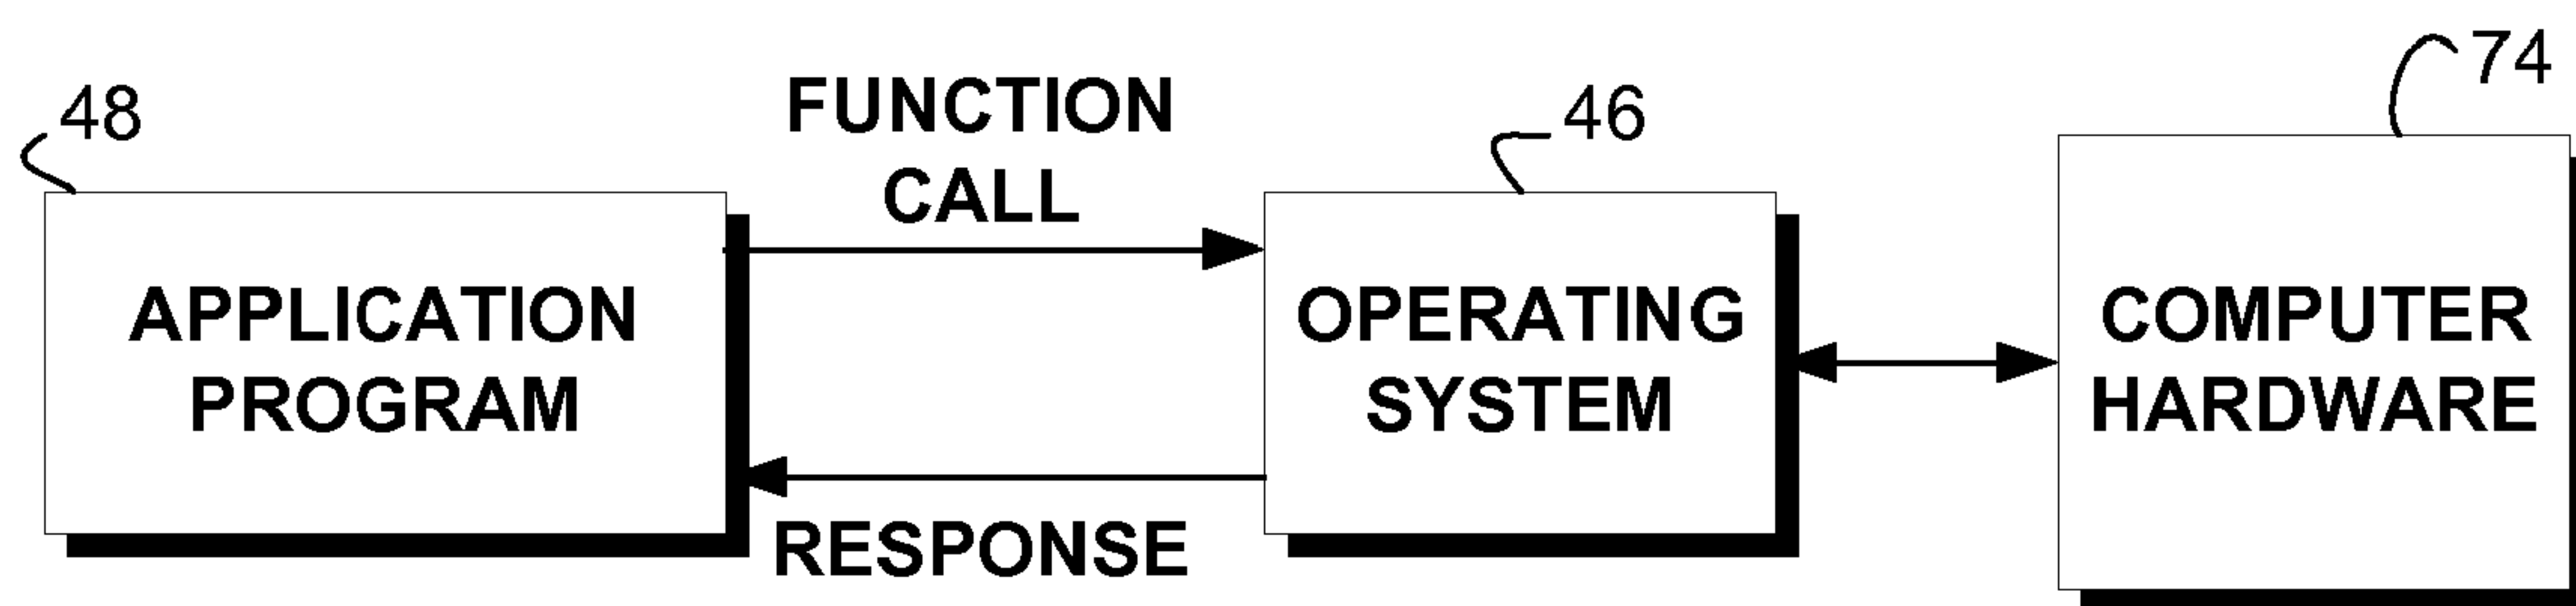 48
FUNCTION
CALL
46
74
APPLICATION
PROGRAM
OPERATING
SYSTEM
COMPUTER
HARDWARE
RESPONSE